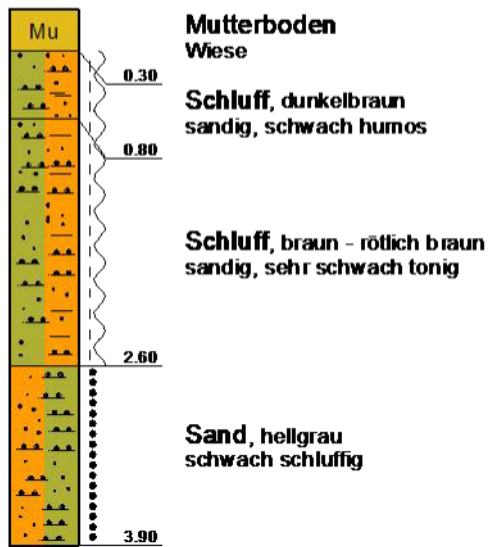 Mu
Mutterboden
Wiese
0.30
Schluff, dunkelbraun
sandig, schwach humos
0.80
Schluff, braun - rötlich braun
sandig, sehr schwach tonig
2.60
Sand, hellgrau
schwach schluffig
3.90